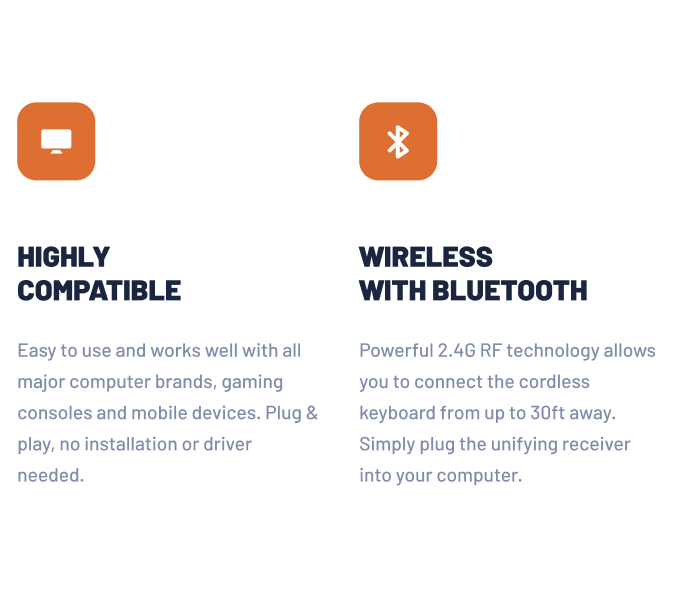 HIGHLY
COMPATIBLE
Easy to use and works well with all
major computer brands, gaming
consoles and mobile devices. Plug &
play, no installation or driver
needed.
WIRELESS
WITH BLUETOOTH
Powerful 2.4G RF technology allows
you to connect the cordless
keyboard from up to 30ft away.
Simply plug the unifying receiver
into your computer.